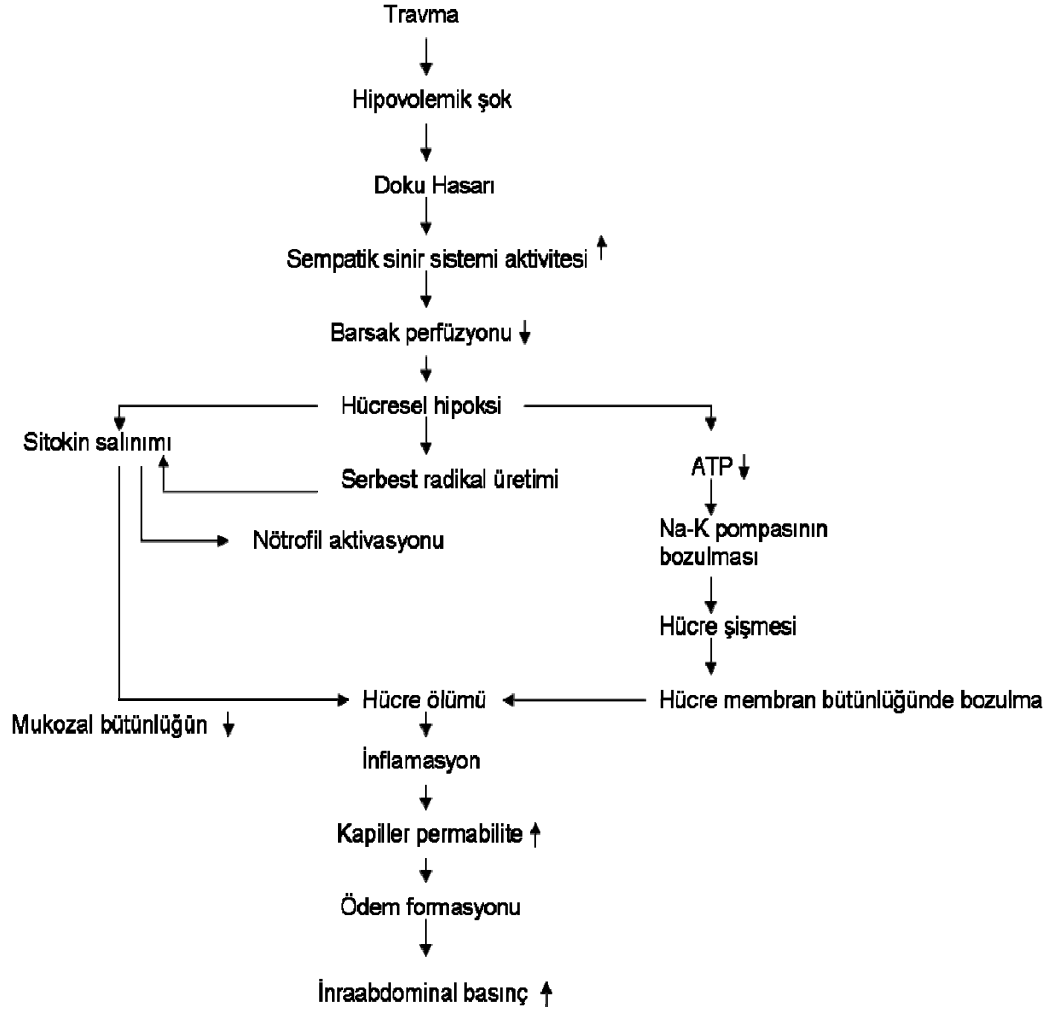 Travma
Hipovolemik şok
Doku Hasarı
Sempatik sinir sistemi aktivitesi ↑
Barsak perfüzyonu ↓
Hücresel hipoksi
Sitokin salınımı
ATP ↓
Serbest radikal üretimi
Na-K pompasının
bozulması
Nötrofil aktivasyonu
Hücre şişmesi
Hücre ölümü
Hücre membran bütünlüğünde bozulma
Mukozal bütünlüğün ↓
İnflamasyon
Kapiller permabilite ↑
Ödem formasyonu
İnraabdominal basınç ↑